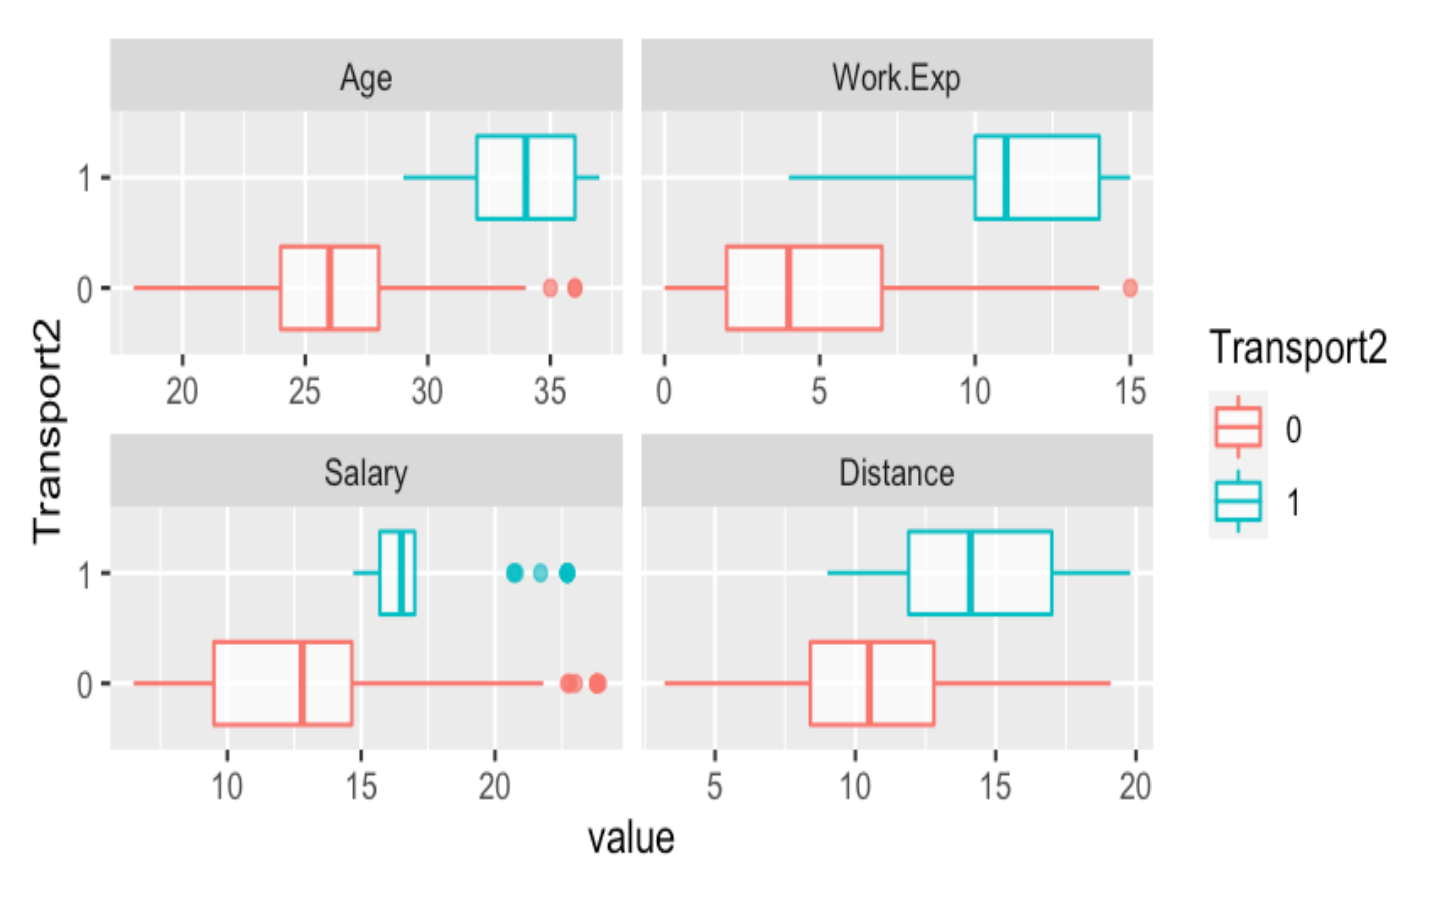 Age
Work.Exp
1
0
20 25 30 35
0 5 10 15
Transport2
Salary
Distance
1
0
10 15 20
5 10 15 20
value
Transport2
0
1